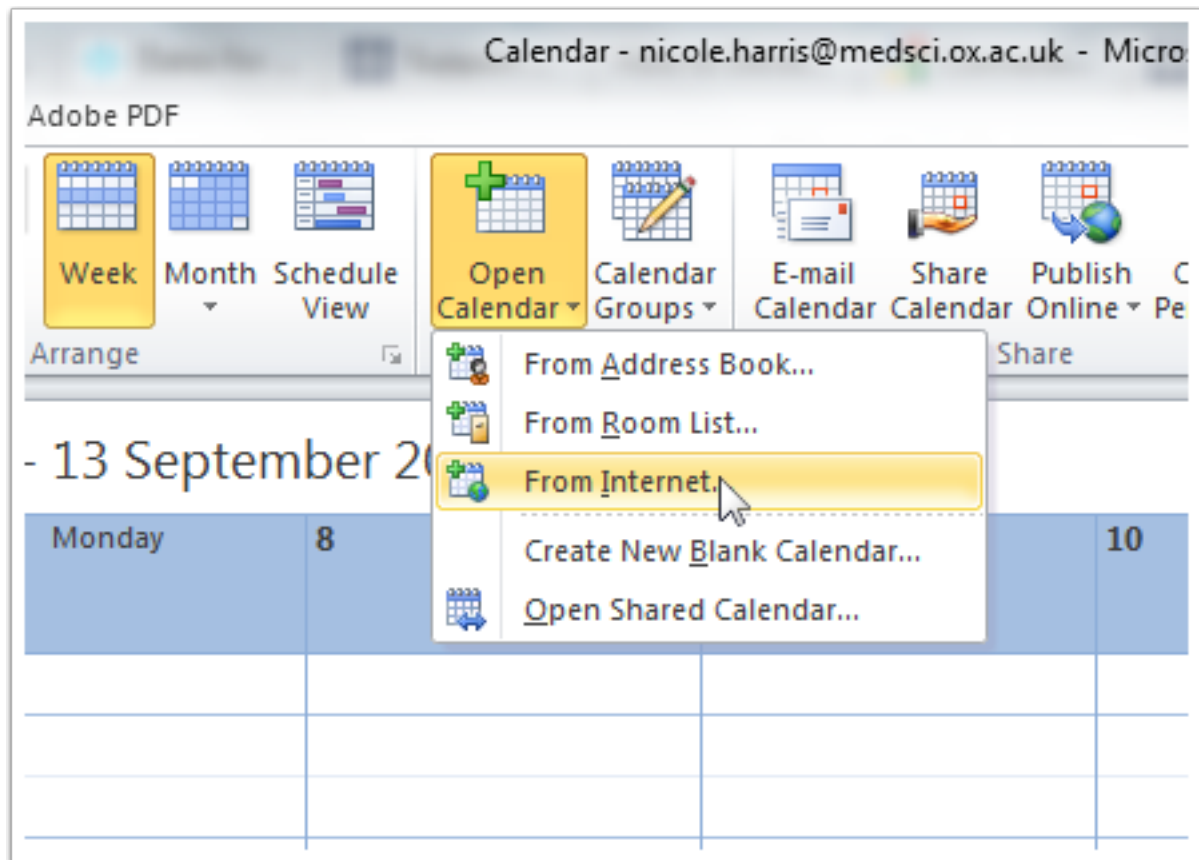 Calendar - nicole.harris@medsci.ox.ac.uk - Micro
Adobe PDF
Week
Month
Schedule
View
Open
Calendar
Calendar
Groups
E-mail
Calendar
Share
Calendar
Publish
Online
Pe
Arrange
Share
From Address Book...
From Room List...
From Internet.
Create New Blank Calendar...
Open Shared Calendar...
- 13 September 20
Monday
8
10